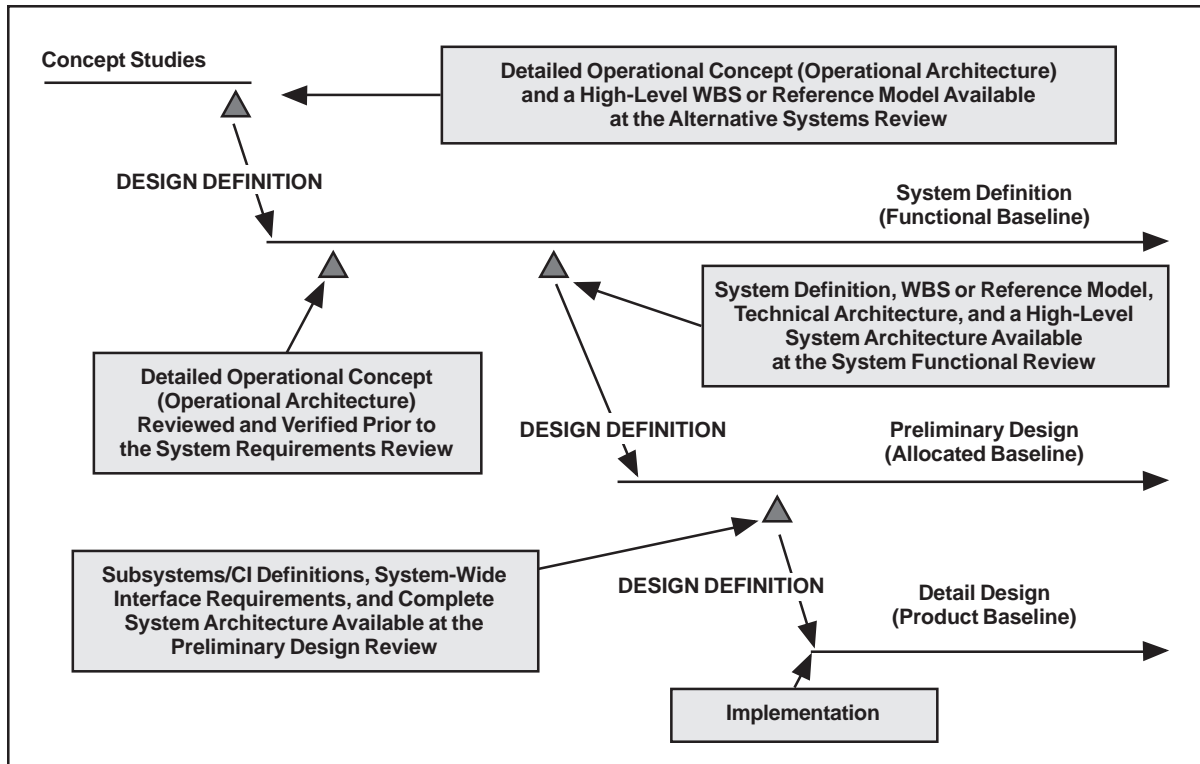 Concept Studies
Detailed Operational Concept (Operational Architecture)
and a High-Level WBS or Reference Model Available
at the Alternative Systems Review
DESIGN DEFINITION
System Definition
(Functional Baseline)
System Definition, WBS or Reference Model,
Technical Architecture, and a High-Level
System Architecture Available
at the System Functional Review
Detailed Operational Concept
(Operational Architecture)
Reviewed and Verified Prior to
the System Requirements Review
DESIGN DEFINITION
Preliminary Design
(Allocated Baseline)
Subsystems/CI Definitions, System-Wide
Interface Requirements, and Complete
System Architecture Available at the
Preliminary Design Review
DESIGN DEFINITION
Detail Design
(Product Baseline)
Implementation